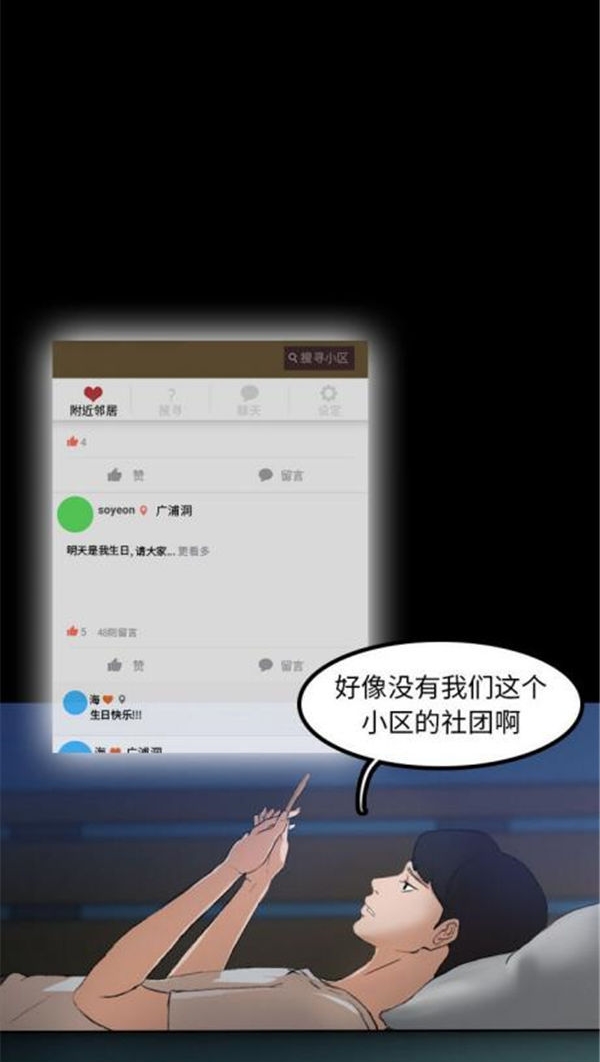 搜寻小区
附近邻居 ? 搜寻 聊天 设定
4
赞 留言
soyeon 广浦洞
明天是我生日, 请大家... 更看多
5 48陪留言
赞 留言
海
生日快乐!!!
海 广浦洞
好像没有我们这个
小区的社团啊